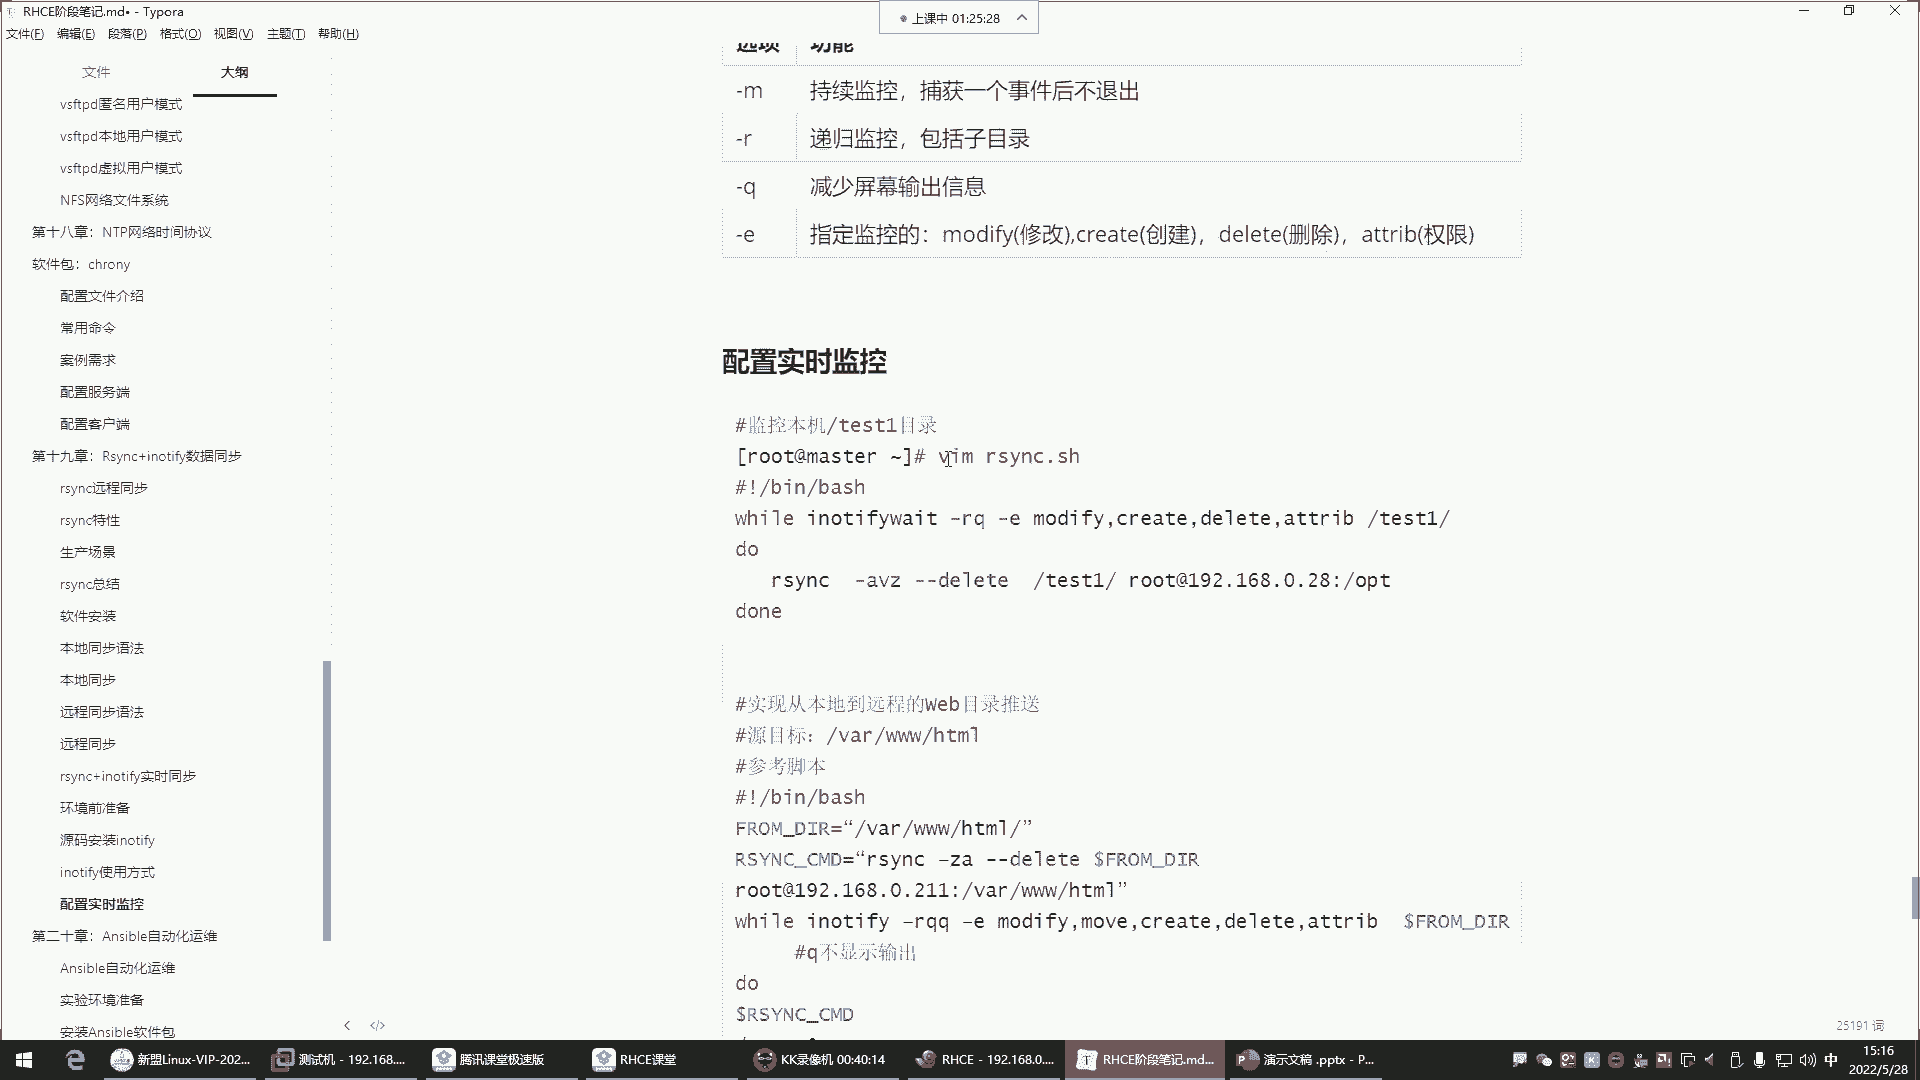 RHCE阶段笔记.md• - Typora
上课中 01:25:28
文件(F) 编辑(E) 段落(P) 格式(O) 视图(V) 主题(T) 帮助(H)
文件 大纲
vsftpd匿名用户模式
vsftpd本地用户模式
vsftpd虚拟用户模式
NFS网络文件系统
第十八章：NTP网络时间协议
软件包：chrony
配置文件介绍
常用命令
案例需求
配置服务端
配置客户端
第十九章：Rsync+inotify数据同步
rsync远程同步
rsync特性
生产场景
rsync总结
软件安装
本地同步语法
本地同步
远程同步语法
远程同步
rsync+inotify实时同步
环境前准备
源码安装inotify
inotify使用方式
配置实时监控
第二十章：Ansible自动化运维
Ansible自动化运维
实验环境准备
安装Ansible软件包
选项 功能
-m 持续监控，捕获一个事件后不退出
-r 递归监控，包括子目录
-q 减少屏幕输出信息
-e 指定监控的：modify(修改),create(创建)，delete(删除)，attrib(权限)
配置实时监控
#监控本机/test1目录
[root@master ~]# vim rsync.sh
#!/bin/bash
while inotifywait -rq -e modify,create,delete,attrib /test1/
do
rsync -avz --delete /test1/ root@192.168.0.28:/opt
done
#实现从本地到远程的Web目录推送
#源目标：/var/www/html
#参考脚本
#!/bin/bash
FROM_DIR=“/var/www/html/”
RSYNC_CMD=“rsync -za --delete $FROM_DIR
root@192.168.0.211:/var/www/html”
while inotify -rqq -e modify,move,create,delete,attrib $FROM_DIR
#q不显示输出
do
$RSYNC_CMD
25191 词
新盟Linux-VIP-202... 测试机 - 192.168.... 腾讯课堂极速版 RHCE课堂 KK录像机 00:40:14 RHCE - 192.168.0.... RHCE阶段笔记.md... 演示文稿 .pptx - P...
中
15:16
2022/5/28